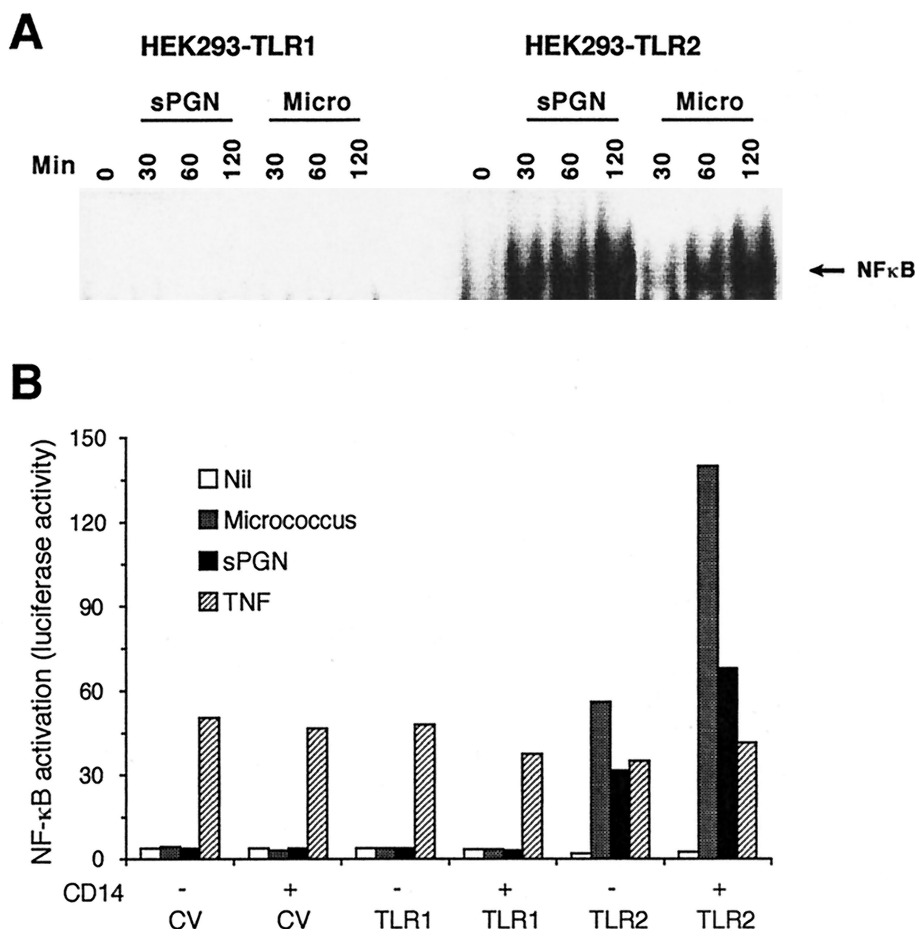 A
HEK293-TLR1 HEK293-TLR2
sPGN Micro sPGN Micro
Min 0 30 60 120 30 60 120 0 30 60 120 30 60 120
NFκB
B
NF-κB activation (luciferase activity)
150
120
90
60
30
0
Nil
Micrococcus
sPGN
TNF
CD14 - + - + - +
CV CV TLR1 TLR1 TLR2 TLR2